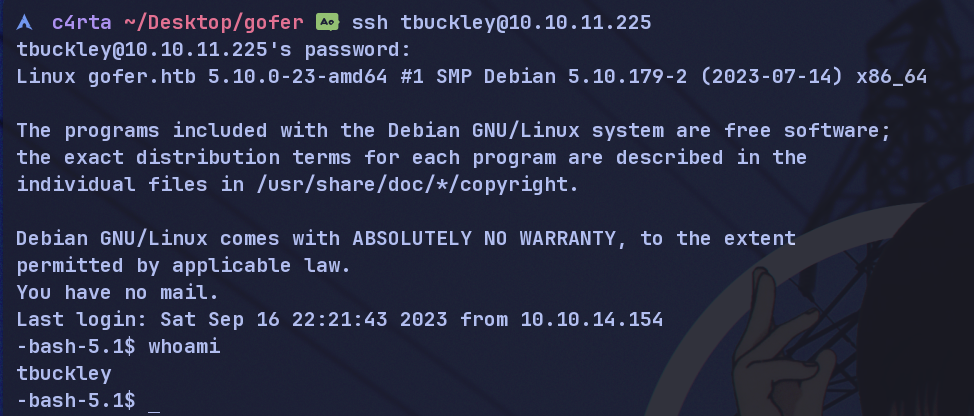 c4rta ~/Desktop/gofer Ao ssh tbuckley@10.10.11.225
tbuckley@10.10.11.225's password:
Linux gofer.htb 5.10.0-23-amd64 #1 SMP Debian 5.10.179-2 (2023-07-14) x86_64
The programs included with the Debian GNU/Linux system are free software;
the exact distribution terms for each program are described in the
individual files in /usr/share/doc/*/copyright.
Debian GNU/Linux comes with ABSOLUTELY NO WARRANTY, to the extent
permitted by applicable law.
You have no mail.
Last login: Sat Sep 16 22:21:43 2023 from 10.10.14.154
-bash-5.1$ whoami
tbuckley
-bash-5.1$ _